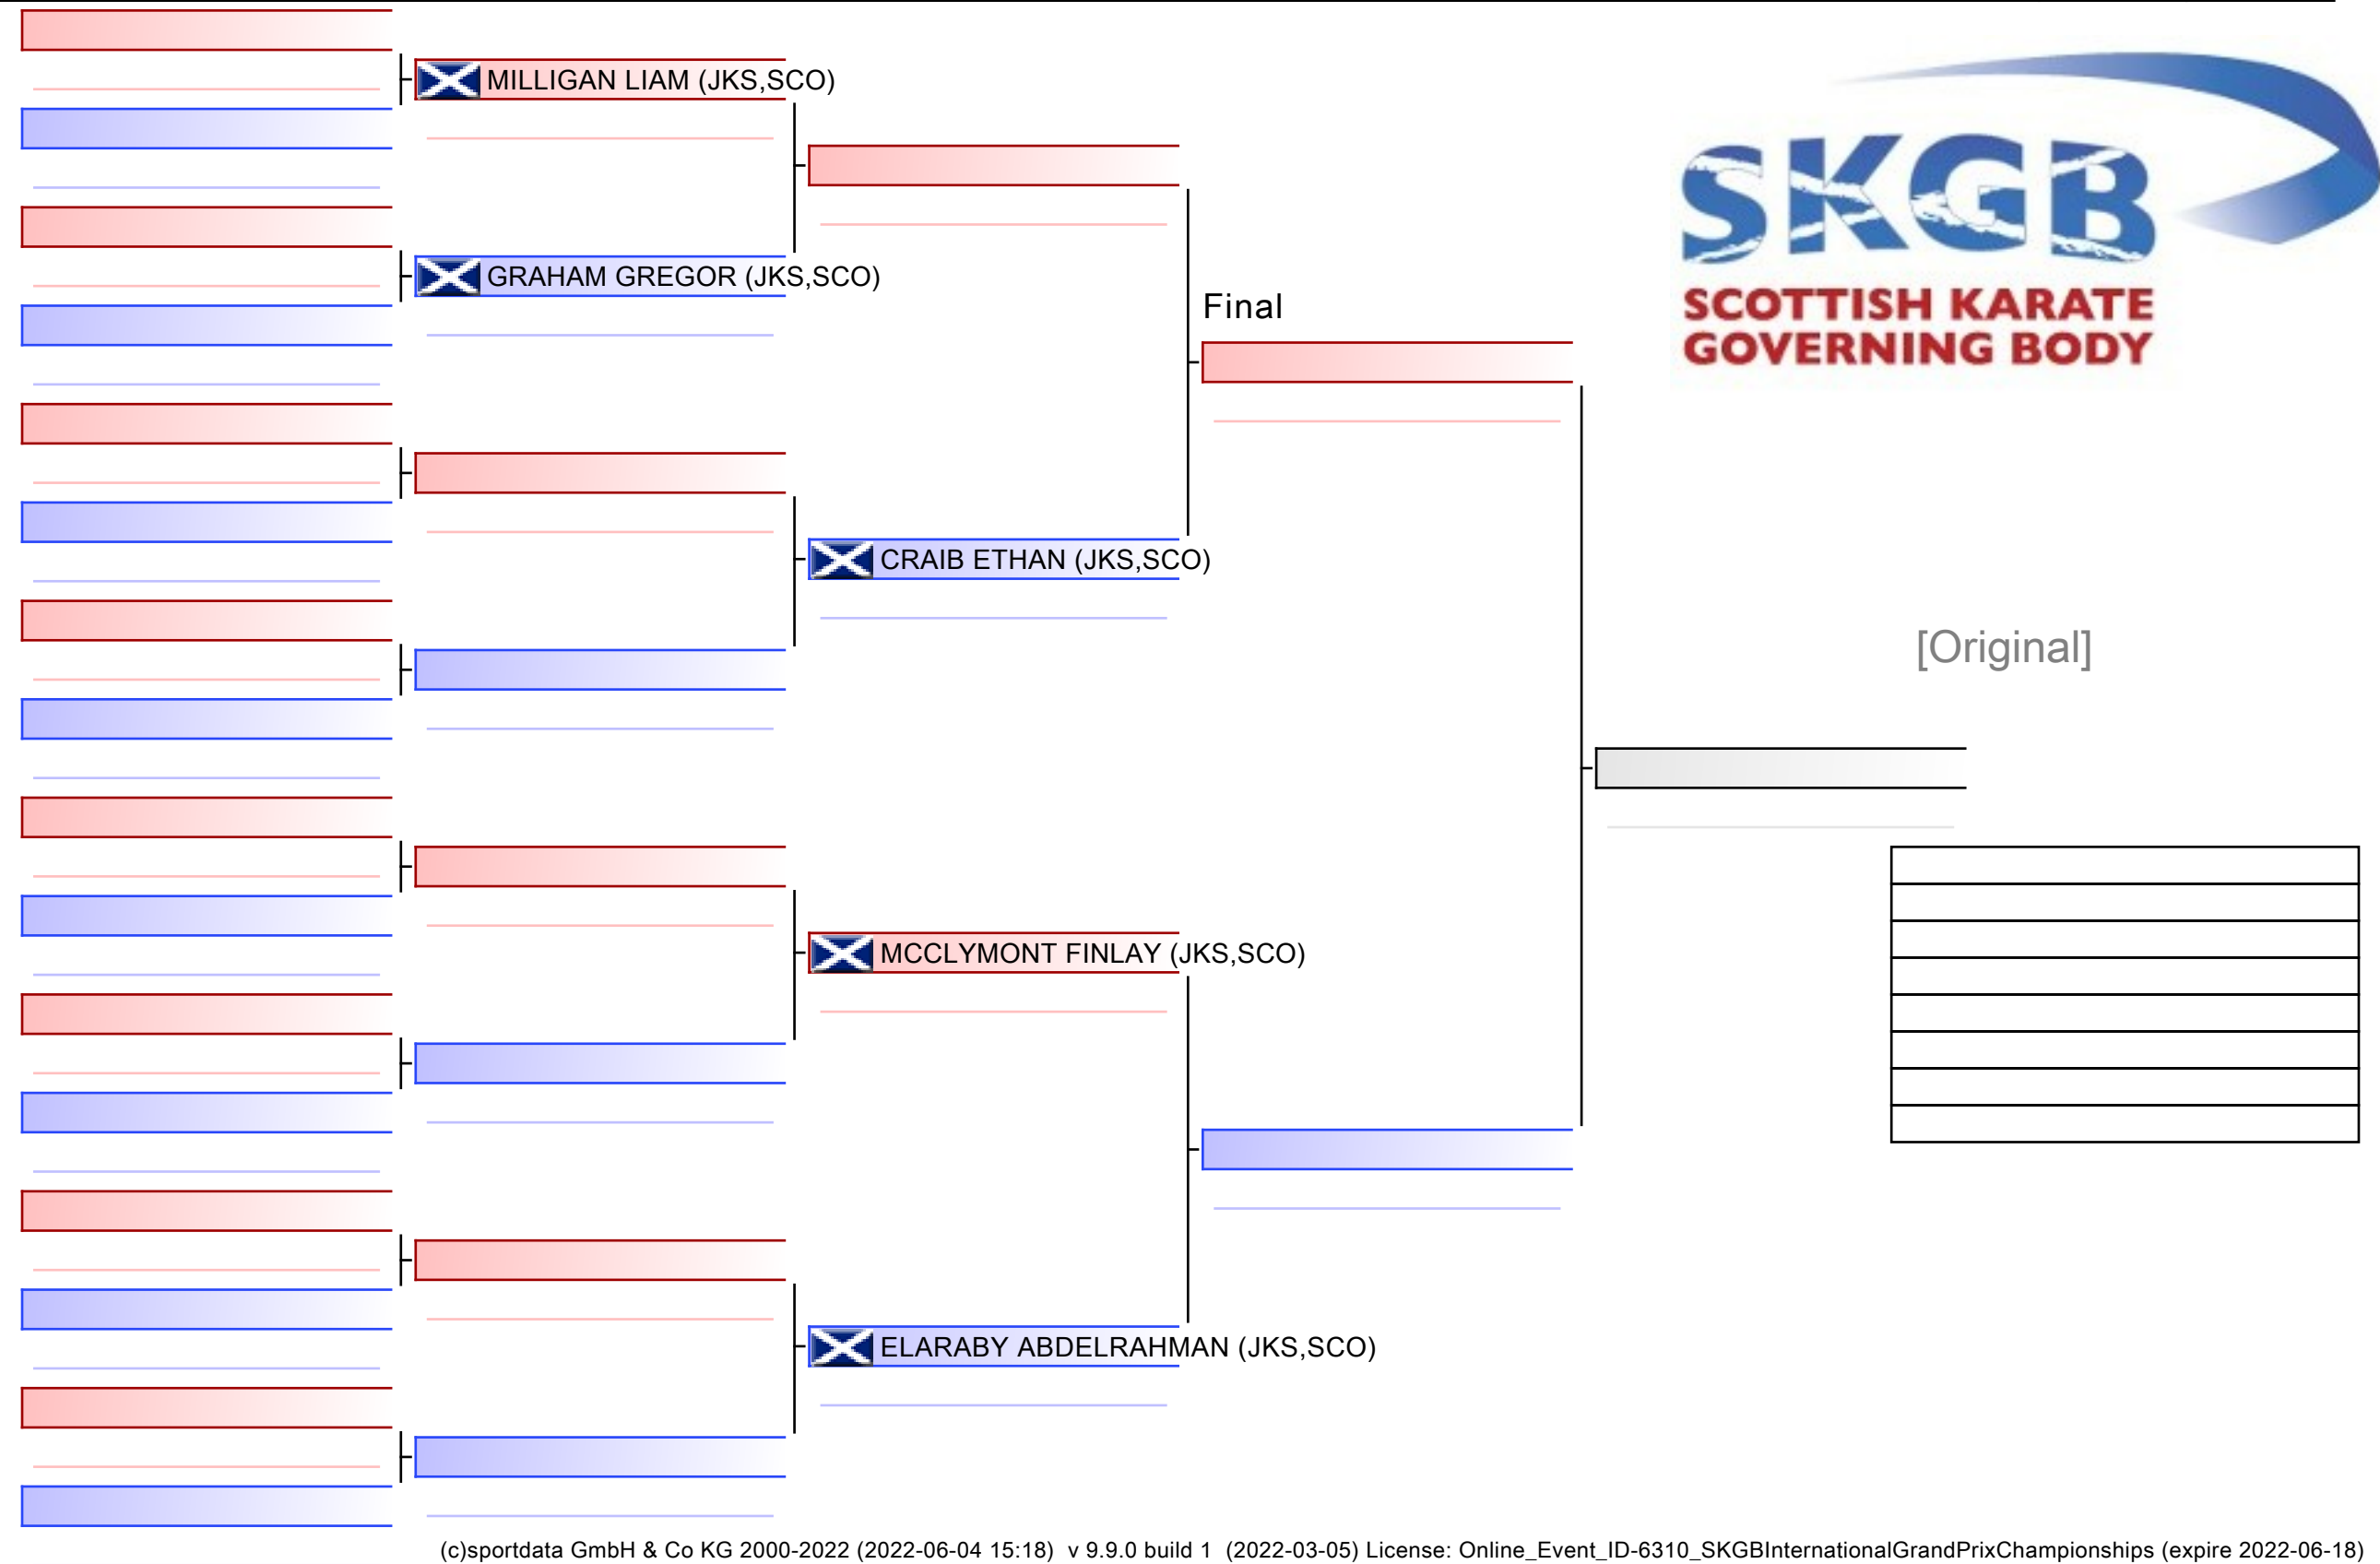 MILLIGAN LIAM (JKS,SCO)
GRAHAM GREGOR (JKS,SCO)
SKGB
SCOTTISH KARATE
GOVERNING BODY
Final
CRAIB ETHAN (JKS,SCO)
[Original]
MCCLYMONT FINLAY (JKS,SCO)
ELARABY ABDELRAHMAN (JKS,SCO)
(c)sportdata GmbH & Co KG 2000-2022 (2022-06-04 15:18) v 9.9.0 build 1 (2022-03-05) License: Online_Event_ID-6310_SKGBInternationalGrandPrixChampionships (expire 2022-06-18)